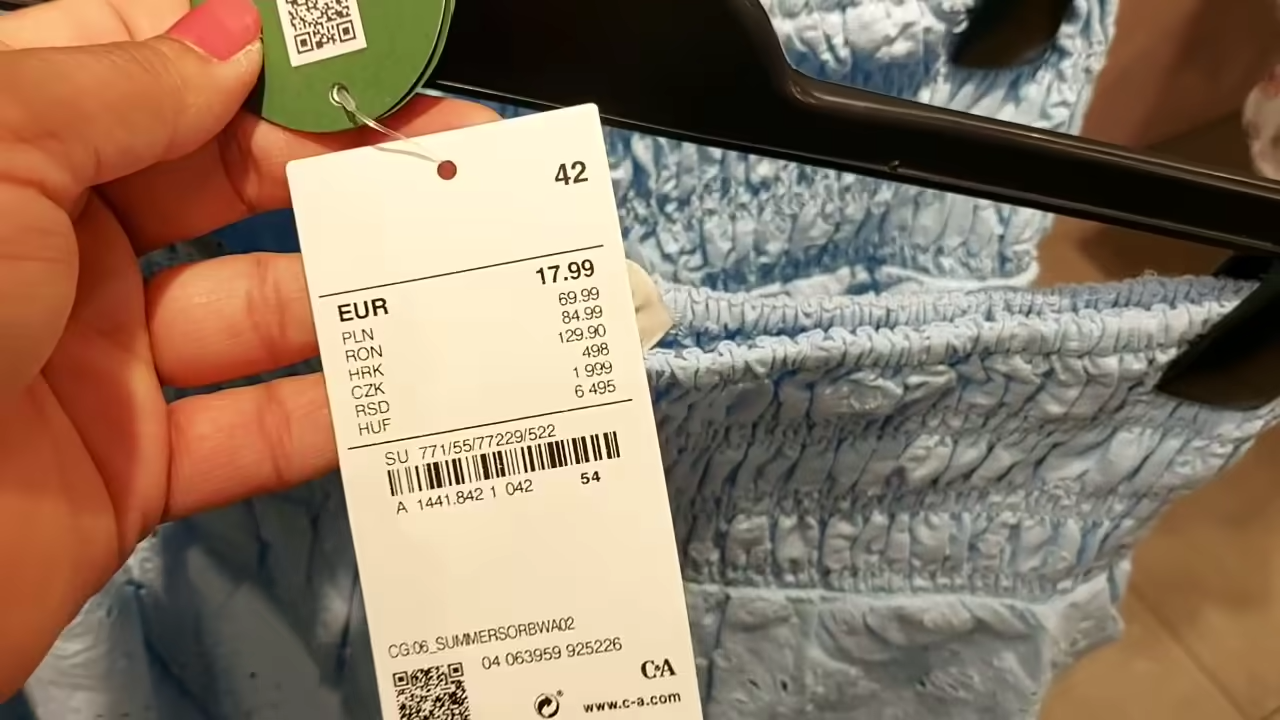 42
EUR 17.99
PLN 69.99
RON 84.99
HRK 129.90
CZK 498
RSD 1 999
HUF 6 495
SU 771/55/77229/522
A 1441.842 1 042 54
CG:06_SUMMERSORBWA02
04 063959 925226
C&A
www.c-a.com